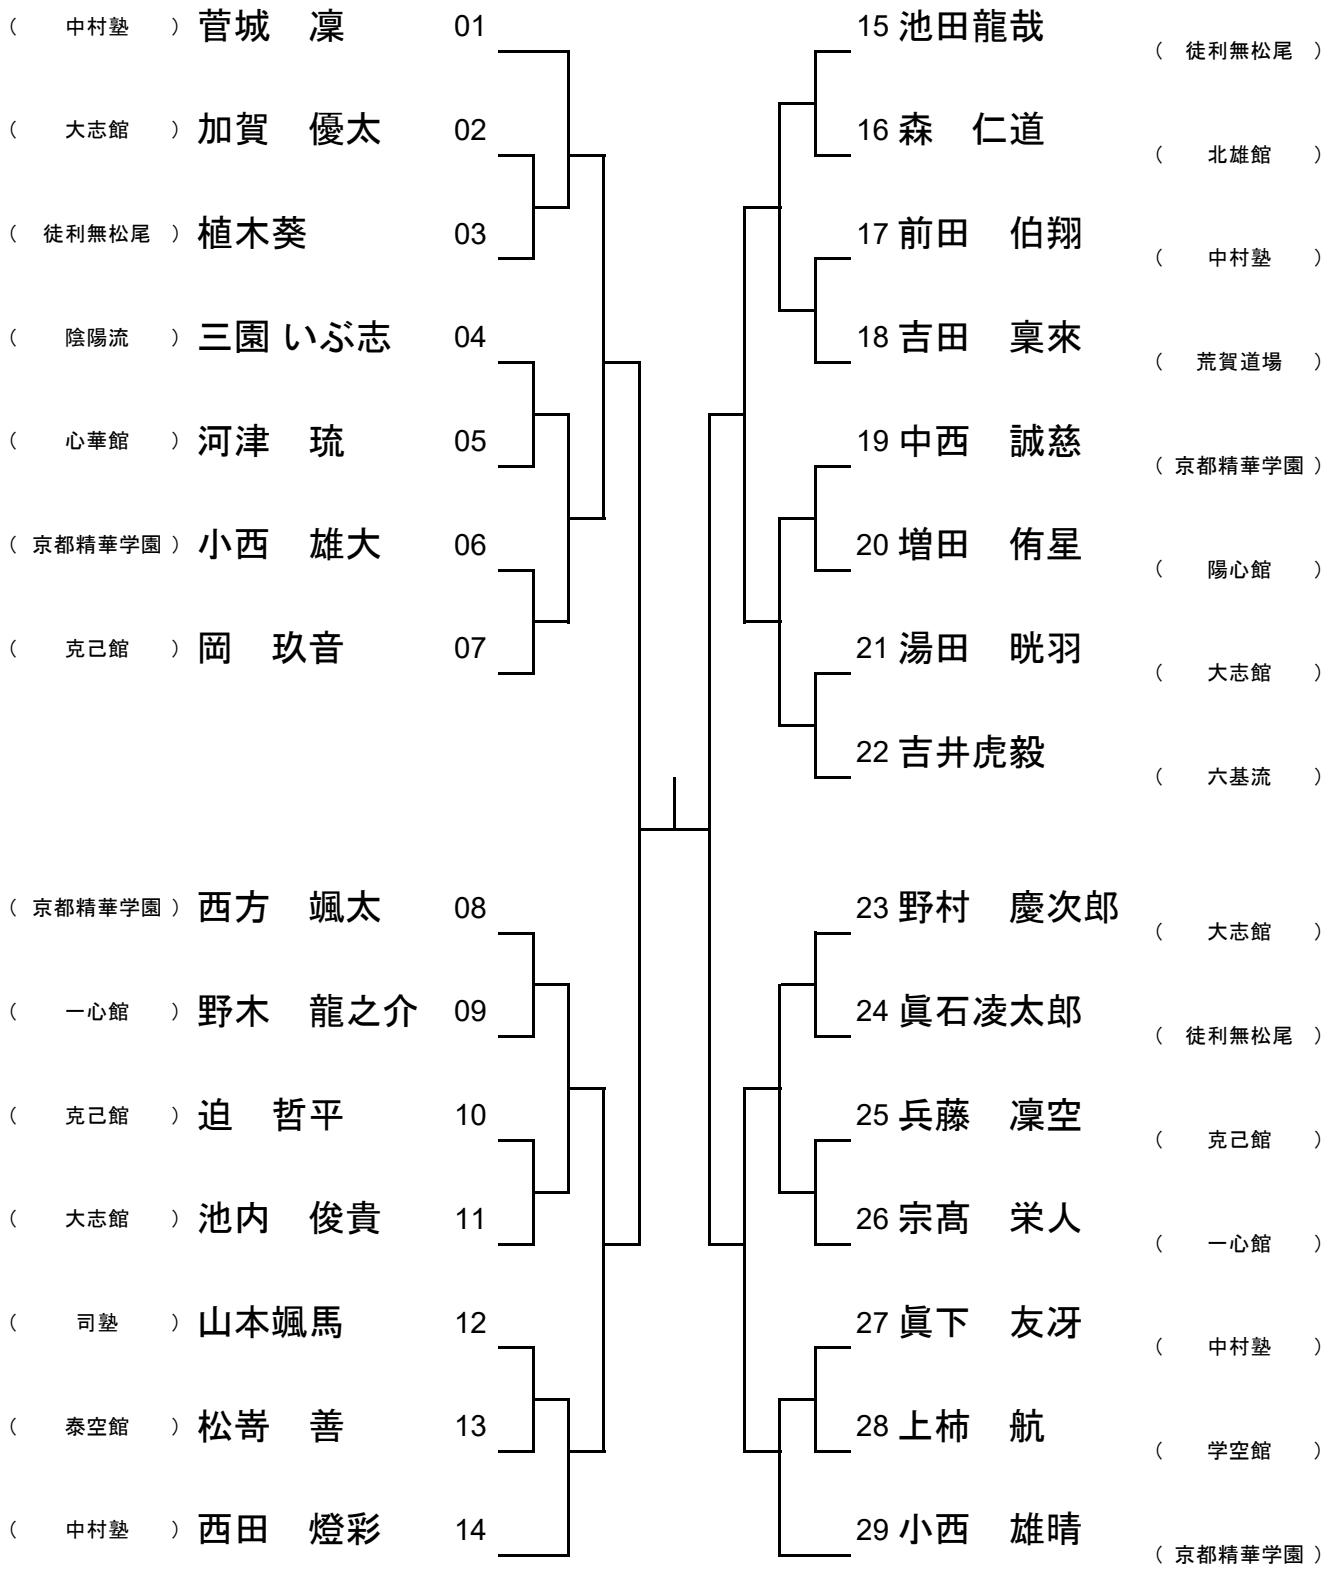 （ 中村塾 ） 菅城　凜 01
（ 大志館 ） 加賀　優太 02
（ 徒利無松尾 ） 植木葵 03
（ 陰陽流 ） 三園 いぶ志 04
（ 心華館 ） 河津　琉 05
（ 京都精華学園 ） 小西　雄大 06
（ 克己館 ） 岡　玖音 07
（ 京都精華学園 ） 西方　颯太 08
（ 一心館 ） 野木　龍之介 09
（ 克己館 ） 迫　哲平 10
（ 大志館 ） 池内　俊貴 11
（ 司塾 ） 山本颯馬 12
（ 泰空館 ） 松嵜　善 13
（ 中村塾 ） 西田　燈彩 14
15 池田龍哉 （ 徒利無松尾 ）
16 森　仁道 （ 北雄館 ）
17 前田　伯翔 （ 中村塾 ）
18 吉田　稟來 （ 荒賀道場 ）
19 中西　誠慈 （ 京都精華学園 ）
20 増田　侑星 （ 陽心館 ）
21 湯田　晄羽 （ 大志館 ）
22 吉井虎毅 （ 六基流 ）
23 野村　慶次郎 （ 大志館 ）
24 眞石凌太郎 （ 徒利無松尾 ）
25 兵藤　凜空 （ 克己館 ）
26 宗髙　栄人 （ 一心館 ）
27 眞下　友冴 （ 中村塾 ）
28 上柿　航 （ 学空館 ）
29 小西　雄晴 （ 京都精華学園 ）